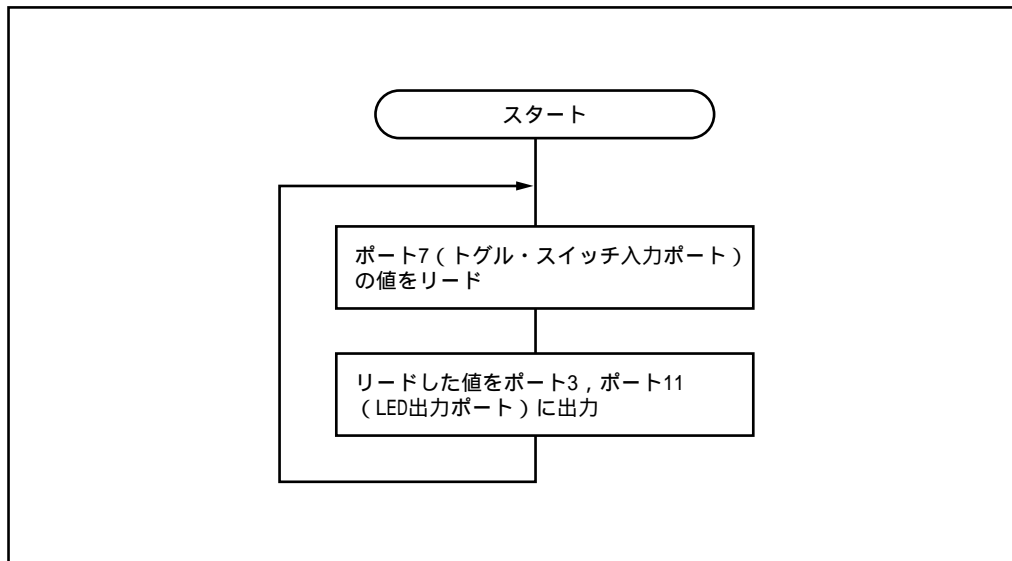 スタート
ポート7（トグル・スイッチ入力ポート）
の値をリード
リードした値をポート3，ポート11
（LED出力ポート）に出力